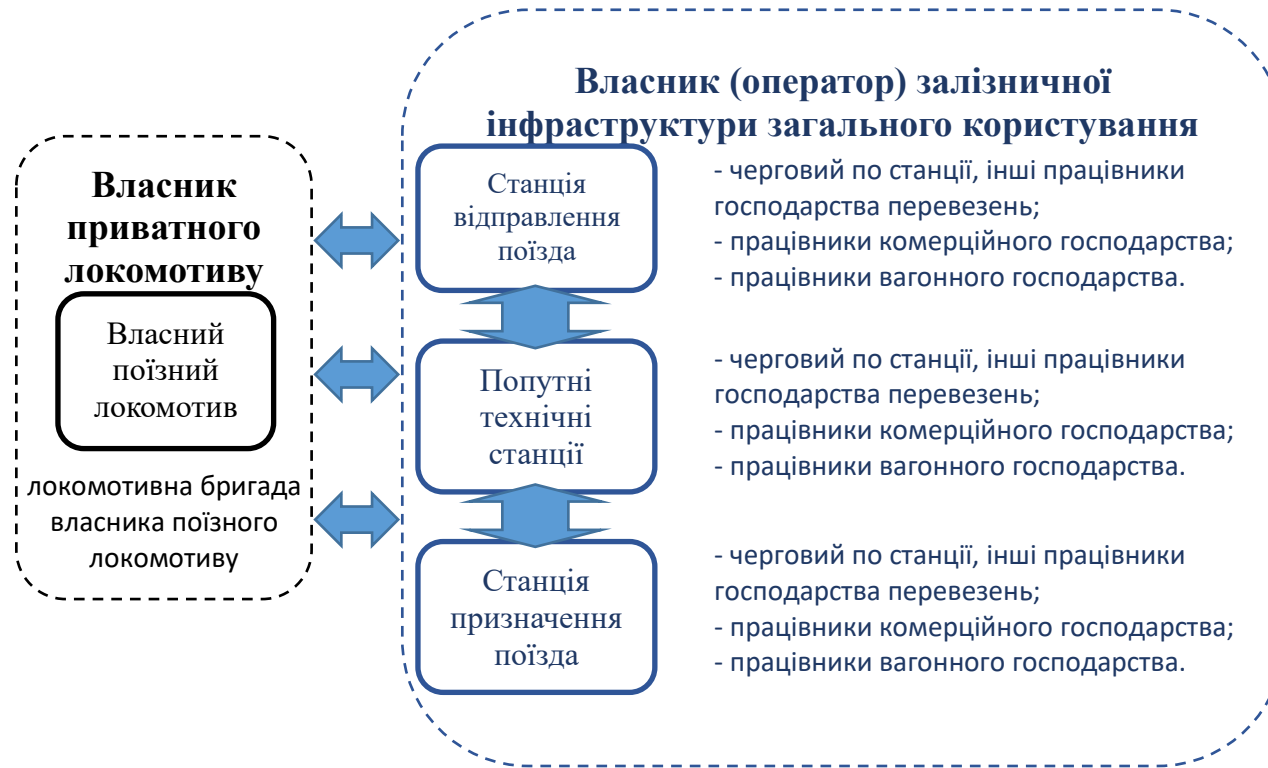 Власник (оператор) залізничної
інфраструктури загального користування
Власник
приватного
локомотиву
Власний
поїзний
локомотив
локомотивна бригада
власника поїзного
локомотиву
Станція
відправлення
поїзда
- черговий по станції, інші працівники
господарства перевезень;
- працівники комерційного господарства;
- працівники вагонного господарства.
Попутні
технічні
станції
- черговий по станції, інші працівники
господарства перевезень;
- працівники комерційного господарства;
- працівники вагонного господарства.
Станція
призначення
поїзда
- черговий по станції, інші працівники
господарства перевезень;
- працівники комерційного господарства;
- працівники вагонного господарства.